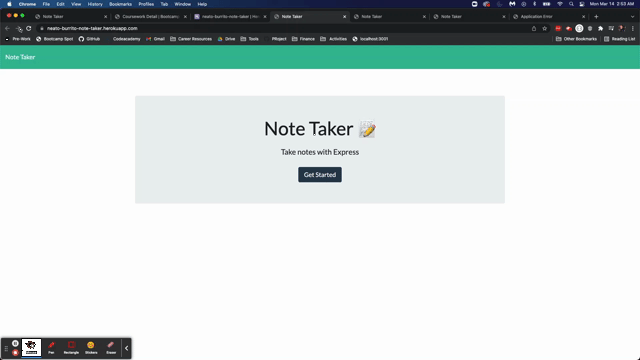 Chrome File Edit View History Bookmarks Profiles Tab Window Help Mon Mar 14 2:53 AM
Note Taker Coursework Detail | Bootcamp neato-burrito-note-taker | Her Note Taker Note Taker Note Taker Application Error
neato-burrito-note-taker.herokuapp.com
Pre-Work Bootcamp Spot GitHub Codeacademy Gmail Career Resources Drive Tools PProject Finance Activities localhost:3001 Other Bookmarks Reading List
Note Taker
Note Taker
Take notes with Express
Get Started
Pen Rectangle Stickers Eraser